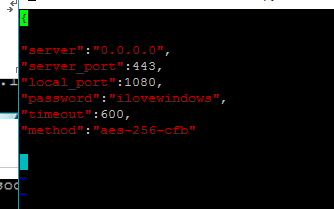 {
"server":"0.0.0.0",
"server_port":443,
"local_port":1080,
"password":"ilovewindows",
"timeout":600,
"method":"aes-256-cfb"
~